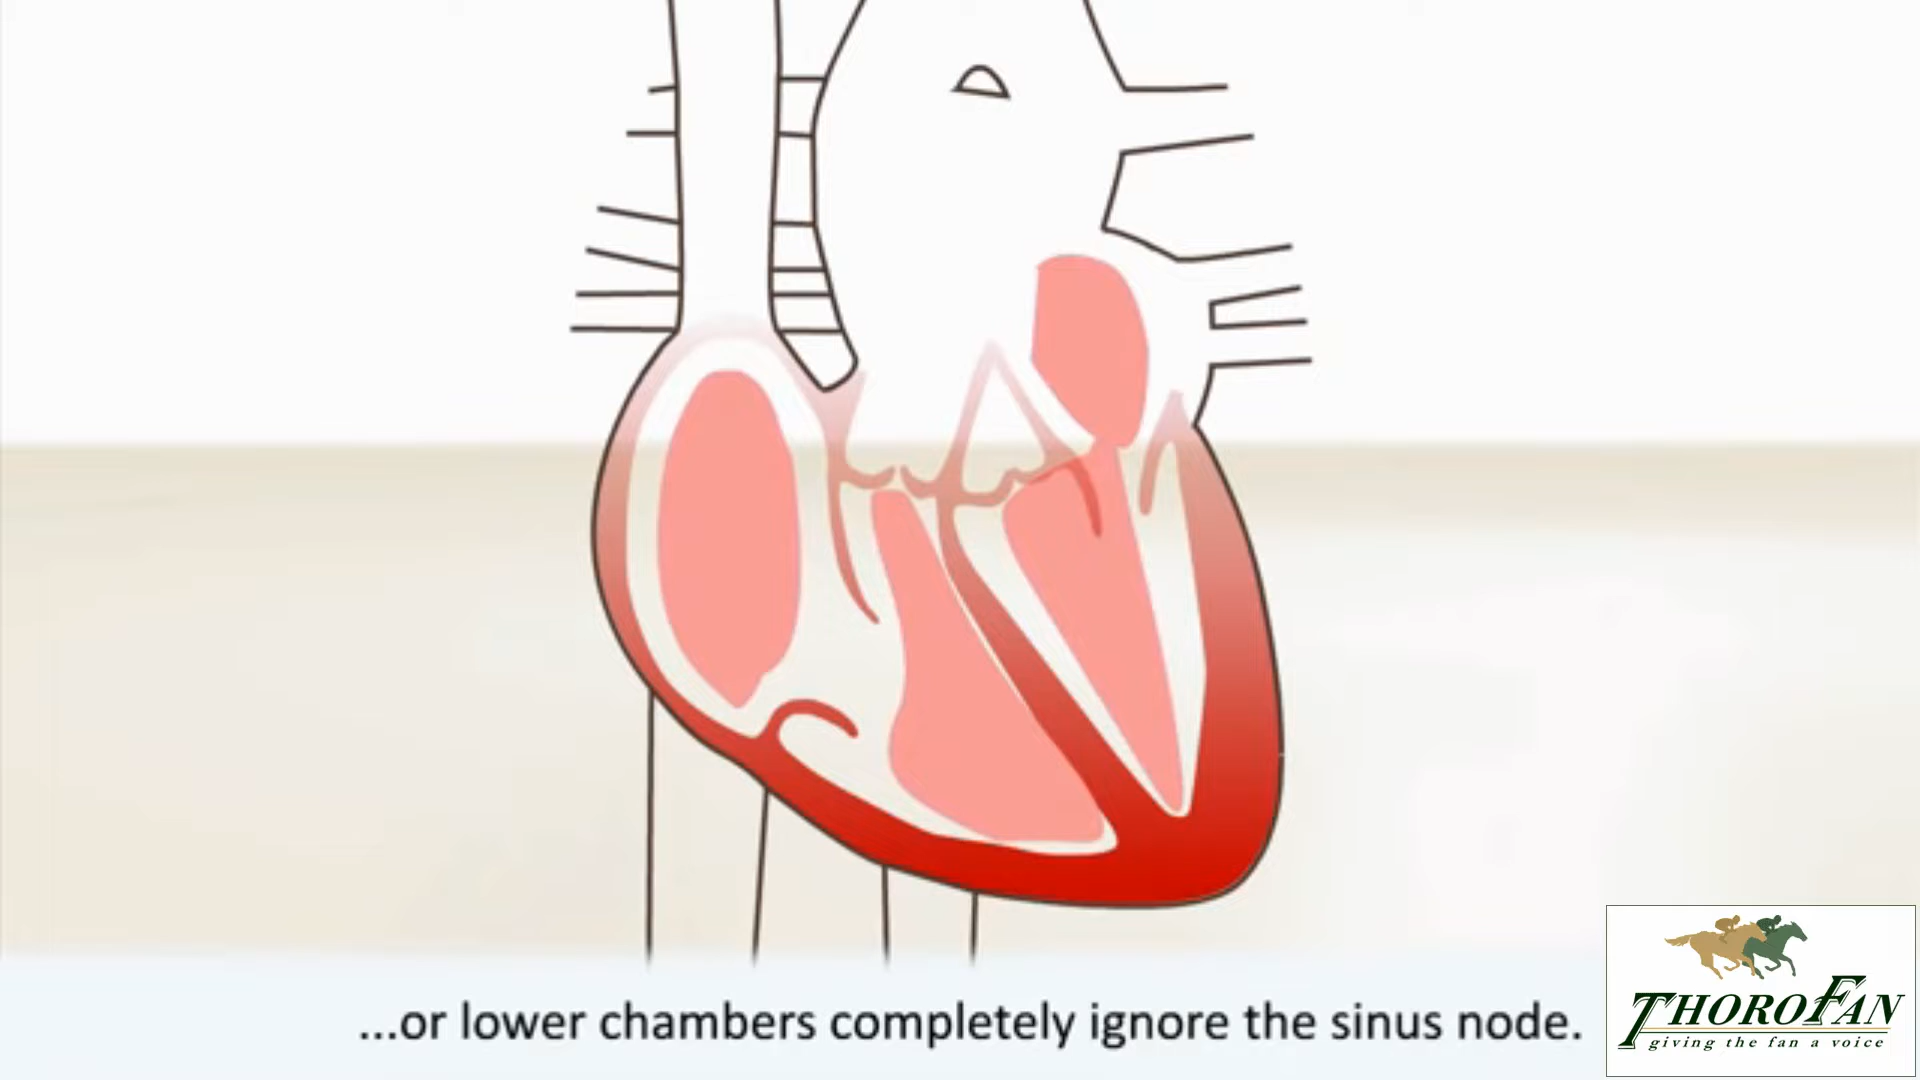 ...or lower chambers completely ignore the sinus node.
THOROFAN
giving the fan a voice